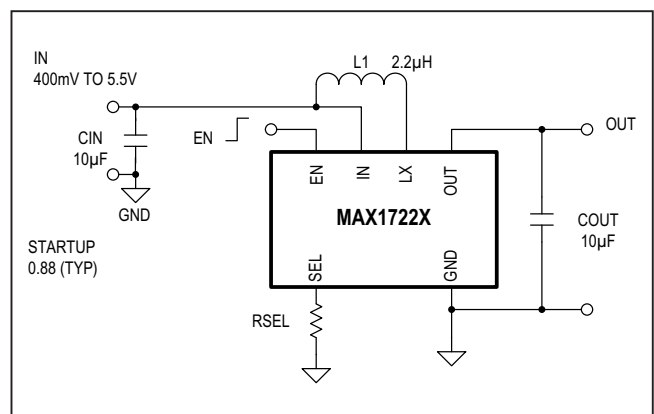 IN
400mV TO 5.5V
L1 2.2µH
CIN
10µF
EN
GND
EN
IN
LX
OUT
OUT
MAX1722X
COUT
10µF
STARTUP
0.88 (TYP)
SEL
GND
RSEL